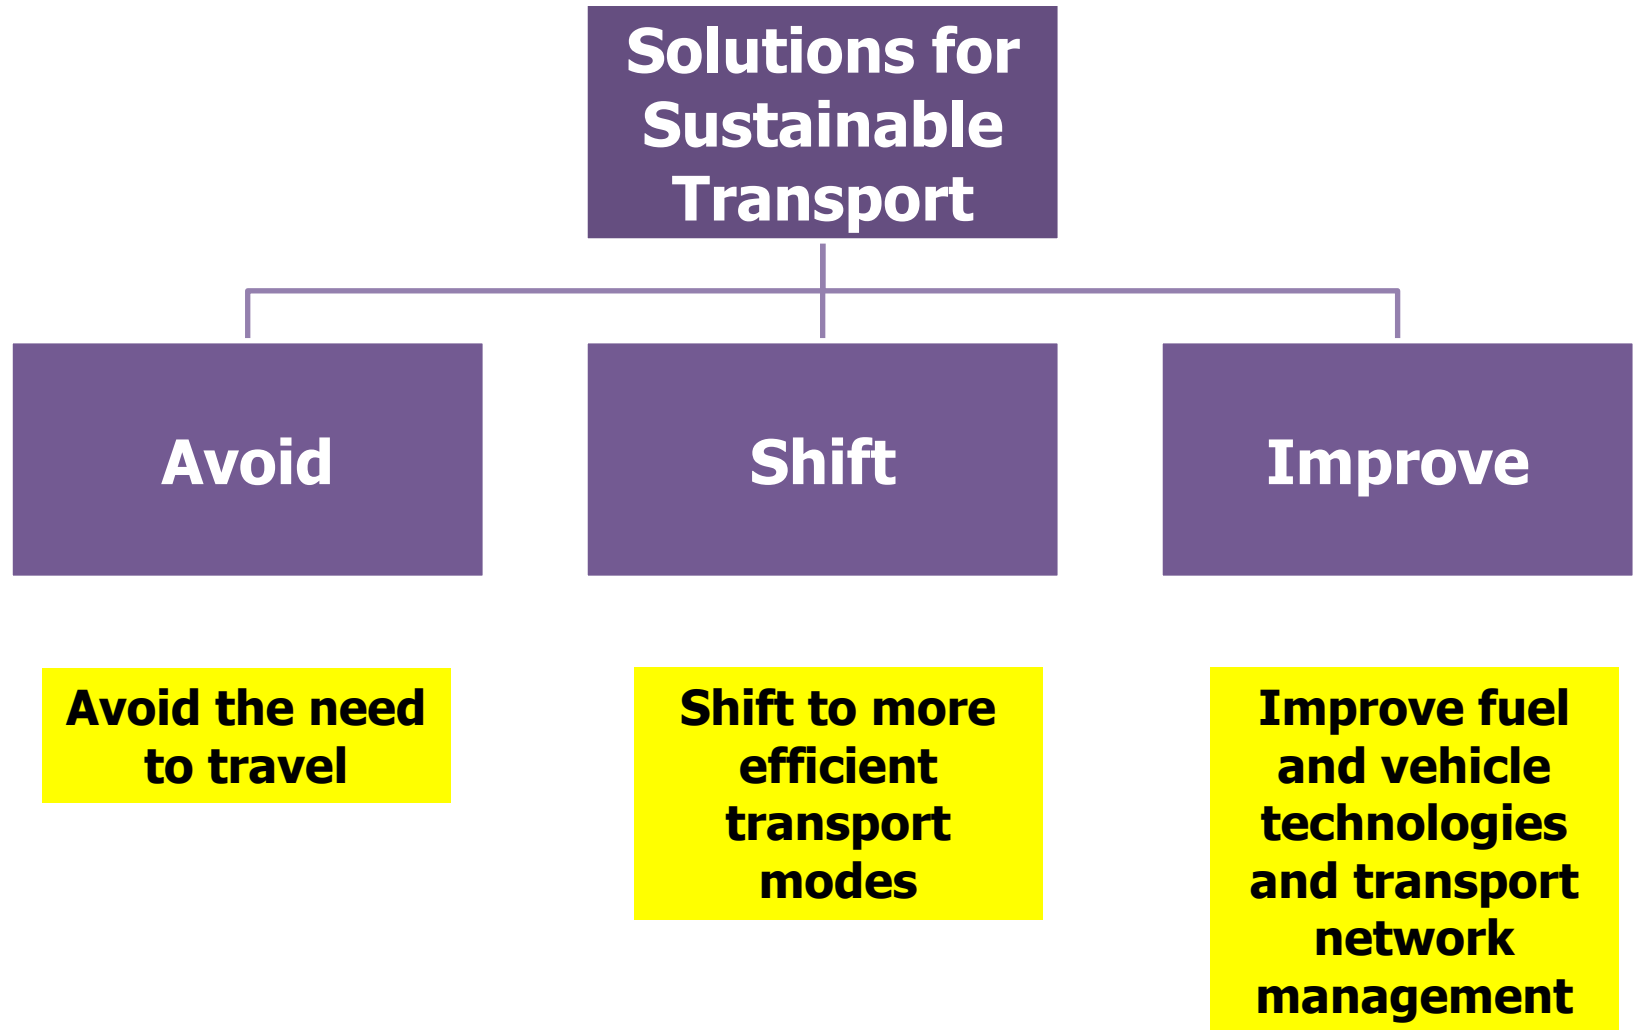 Solutions for
Sustainable
Transport
Avoid
Shift
Improve
Avoid the need
to travel
Shift to more
efficient
transport
modes
Improve fuel
and vehicle
technologies
and transport
network
management